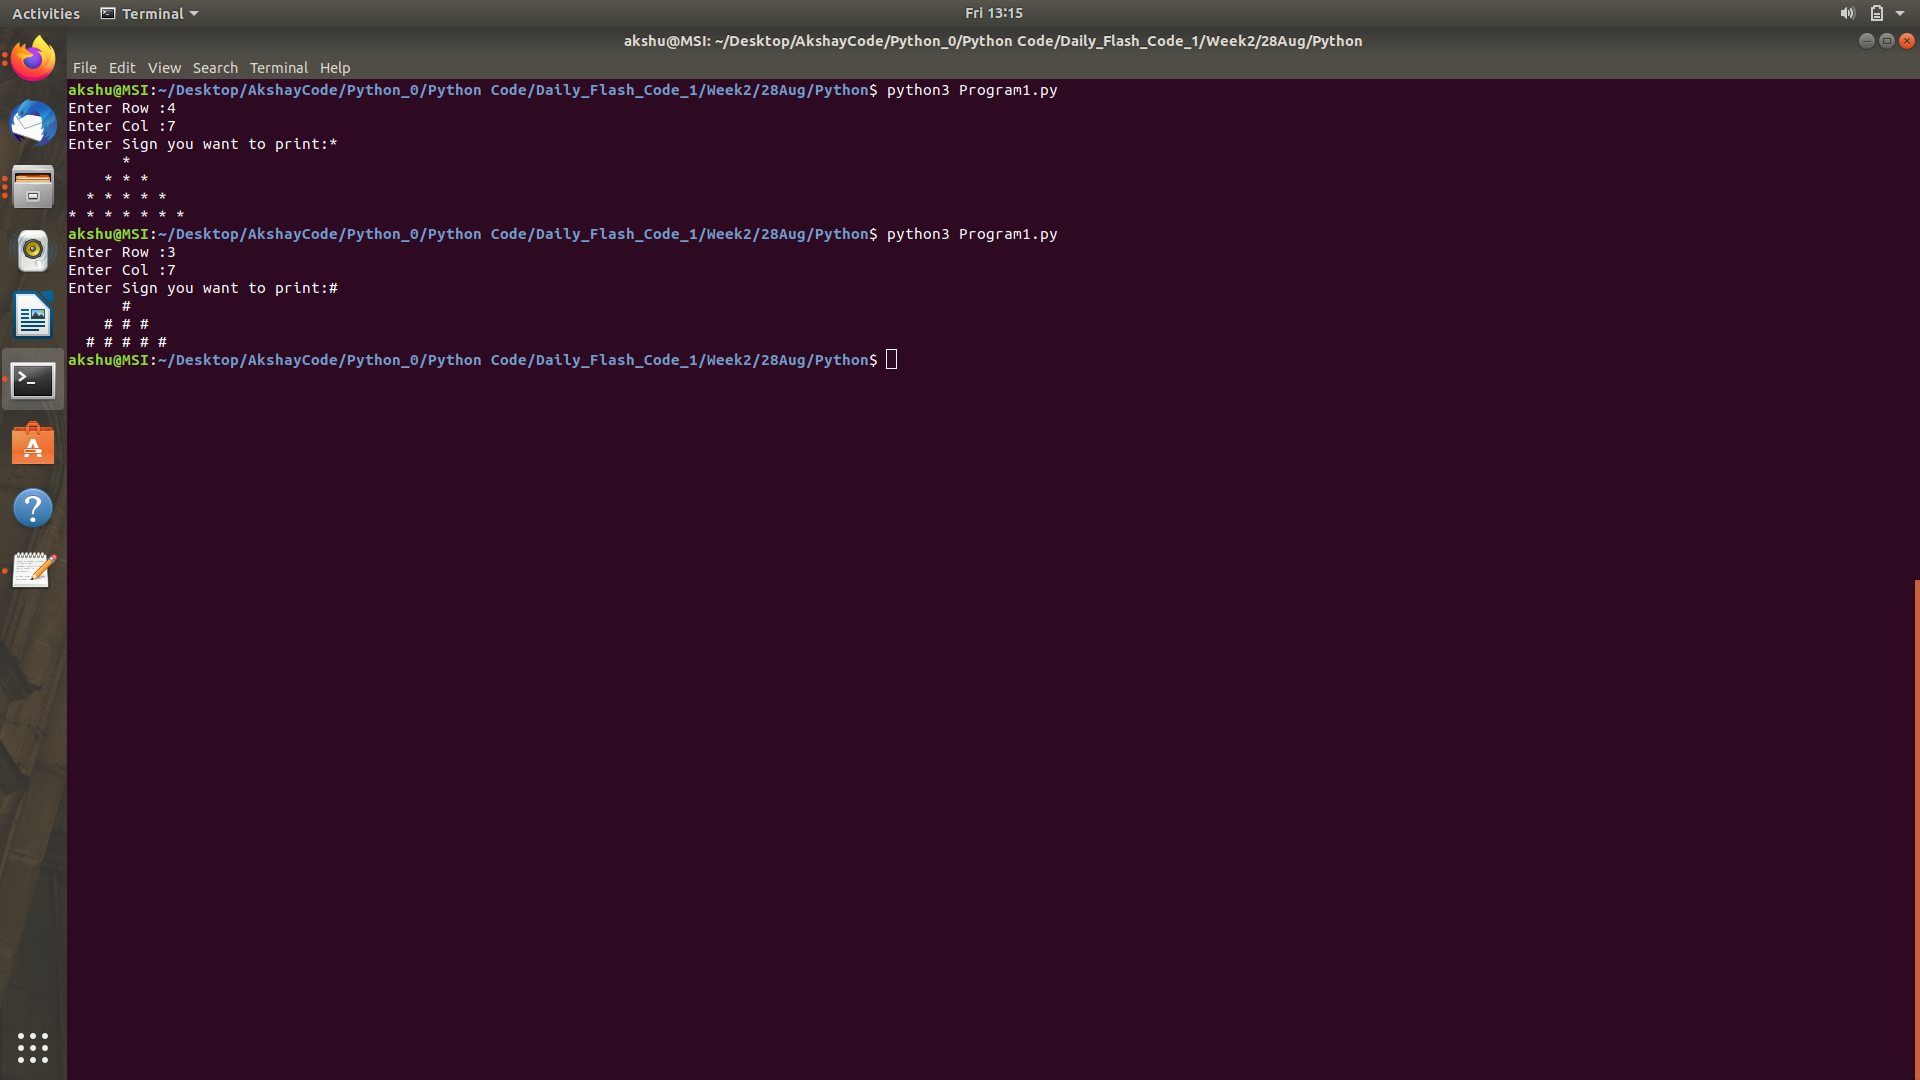 Activities Terminal Fri 13:15
akshu@MSI: ~/Desktop/AkshayCode/Python_0/Python Code/Daily_Flash_Code_1/Week2/28Aug/Python
File Edit View Search Terminal Help
akshu@MSI:~/Desktop/AkshayCode/Python_0/Python Code/Daily_Flash_Code_1/Week2/28Aug/Python$ python3 Program1.py
Enter Row :4
Enter Col :7
Enter Sign you want to print:*
      *
    * * *
  * * * * *
* * * * * * *
akshu@MSI:~/Desktop/AkshayCode/Python_0/Python Code/Daily_Flash_Code_1/Week2/28Aug/Python$ python3 Program1.py
Enter Row :3
Enter Col :7
Enter Sign you want to print:#
      #
    # # #
  # # # # #
akshu@MSI:~/Desktop/AkshayCode/Python_0/Python Code/Daily_Flash_Code_1/Week2/28Aug/Python$